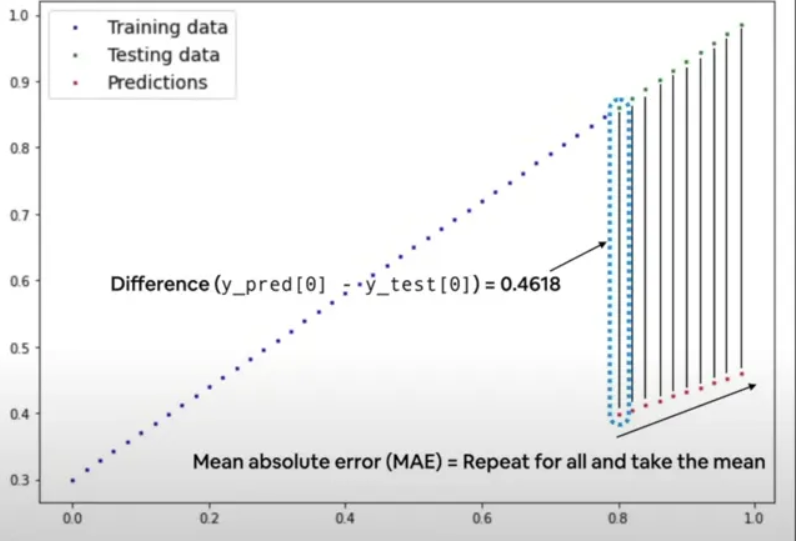 Training data
Testing data
Predictions
1.0
0.9
0.8
0.7
0.6
0.5
0.4
0.3
Difference (y_pred[0] - y_test[0]) = 0.4618
Mean absolute error (MAE) = Repeat for all and take the mean
0.0 0.2 0.4 0.6 0.8 1.0